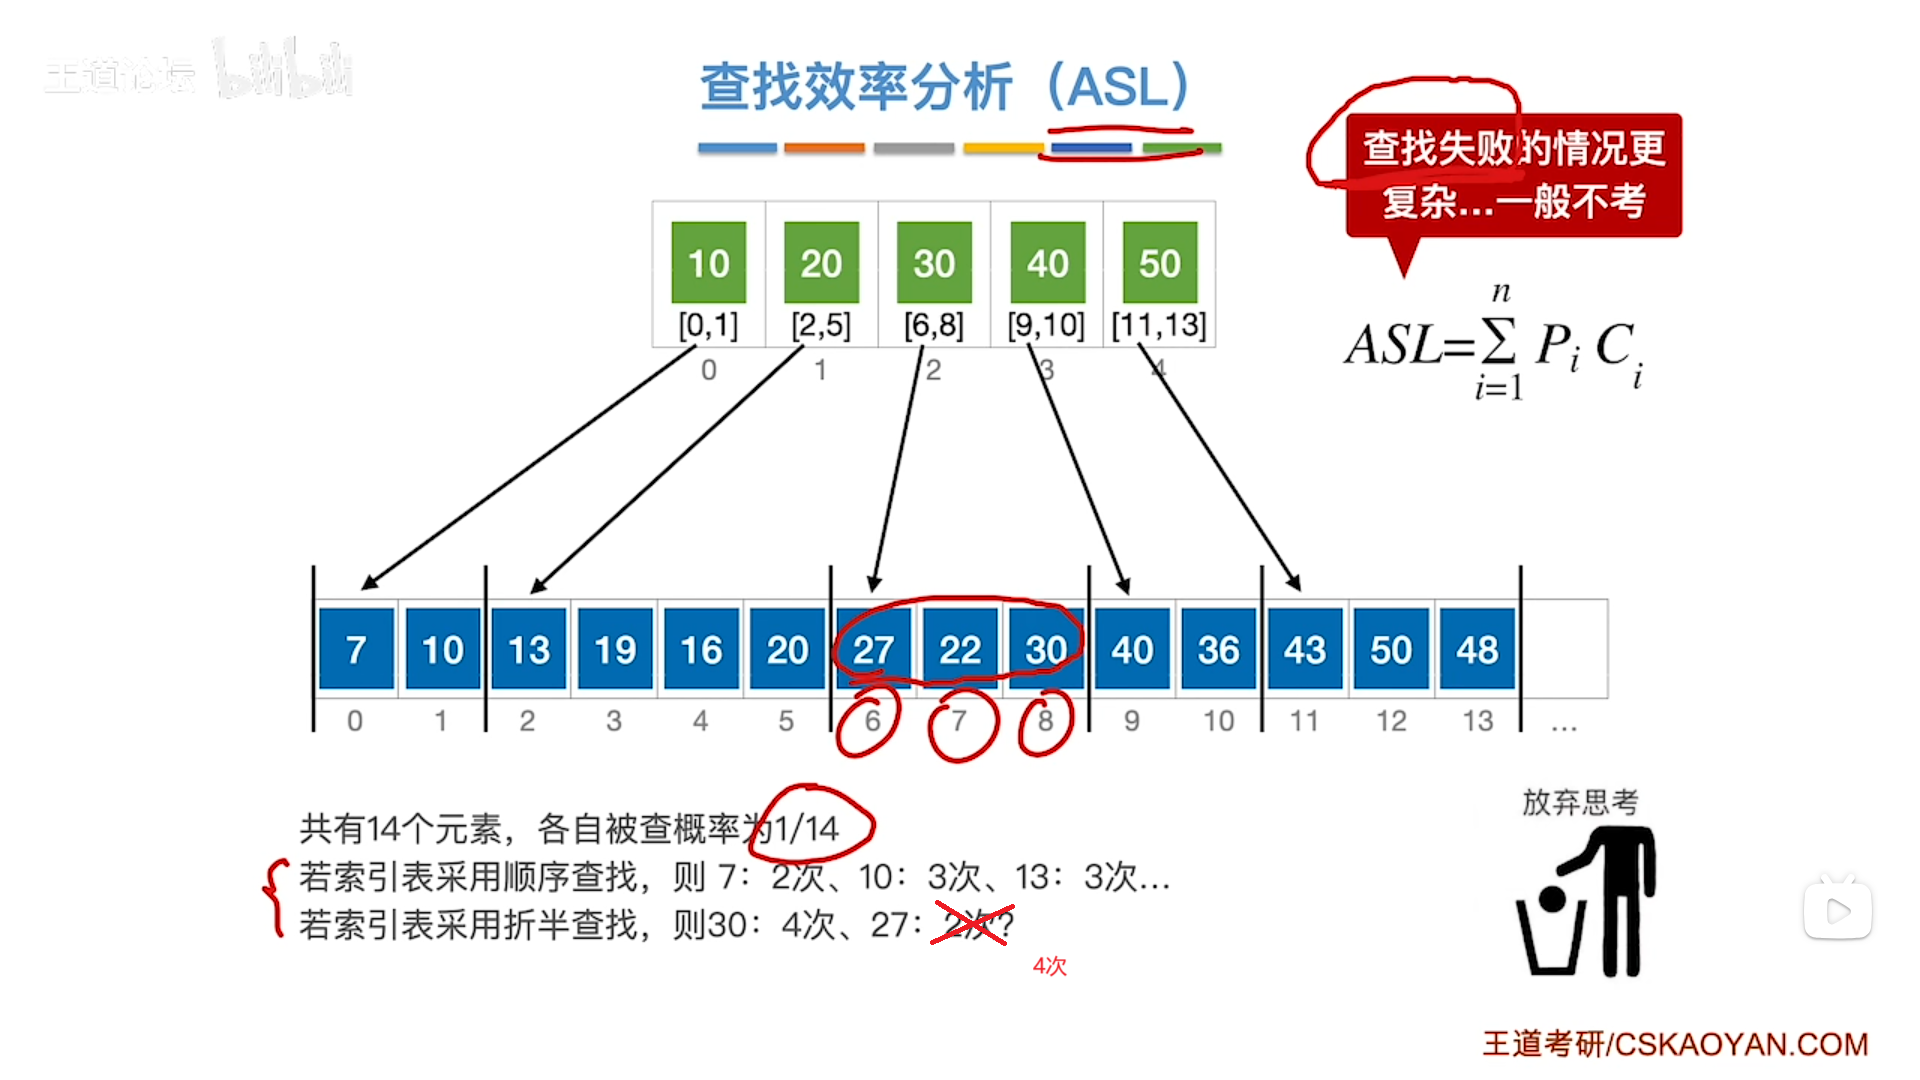 王道论坛 bilibili
查找效率分析（ASL）
查找失败的情况更
复杂...一般不考
10 20 30 40 50
[0,1] [2,5] [6,8] [9,10] [11,13]
0 1 2 3 4
n
ASL=∑ Pi Ci
i=1
7 10 13 19 16 20 27 22 30 40 36 43 50 48
0 1 2 3 4 5 6 7 8 9 10 11 12 13 ...
共有14个元素，各自被查概率为1/14
若索引表采用顺序查找，则 7：2次、10：3次、13：3次...
若索引表采用折半查找，则30：4次、27：2次？
4次
放弃思考
王道考研/CSKAOYAN.COM